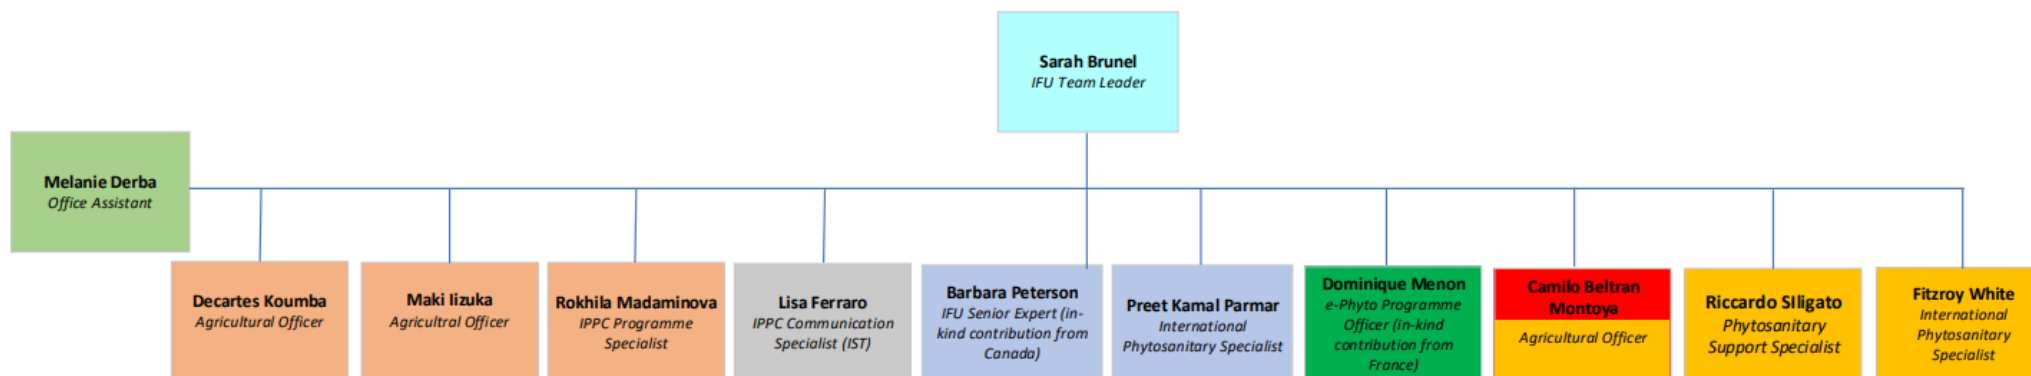 Sarah Brunel
IFU Team Leader
Melanie Derba
Office Assistant
Decartes Koumba
Agricultural Officer
Maki Iizuka
Agricultral Officer
Rokhila Madaminova
IPPC Programme
Specialist
Lisa Ferraro
IPPC Communication
Specialist (IST)
Barbara Peterson
IFU Senior Expert (in-
kind contribution from
Canada)
Preet Kamal Parmar
International
Phytosanitary Specialist
Dominique Menon
e-Phyto Programme
Officer (in-kind
contribution from
France)
Camilo Beltran
Montoya
Agricultural Officer
Riccardo SIligato
Phytosanitary
Support Specialist
Fitzroy White
International
Phytosanitary
Specialist